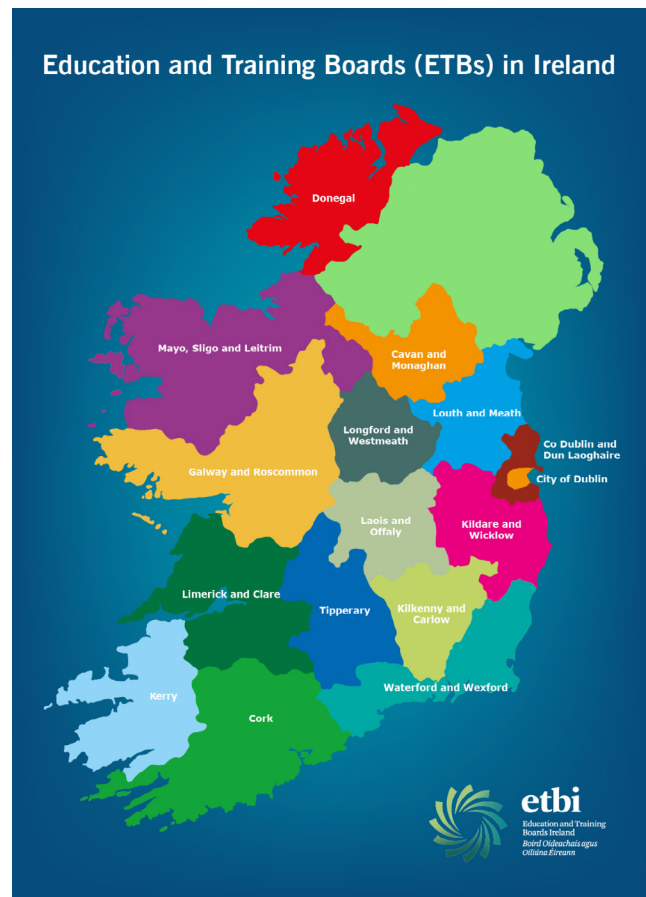 Education and Training Boards (ETBs) in Ireland
Donegal
Mayo, Sligo and Leitrim
Cavan and
Monaghan
Louth and Meath
Longford and
Westmeath
Co Dublin and
Dun Laoghaire
City of Dublin
Galway and Roscommon
Laois and
Offaly
Kildare and
Wicklow
Limerick and Clare
Tipperary
Kilkenny and
Carlow
Waterford and Wexford
Kerry
Cork
etbi
Education and Training
Boards Ireland
Boird Oideachais agus
Oiliúna Éireann